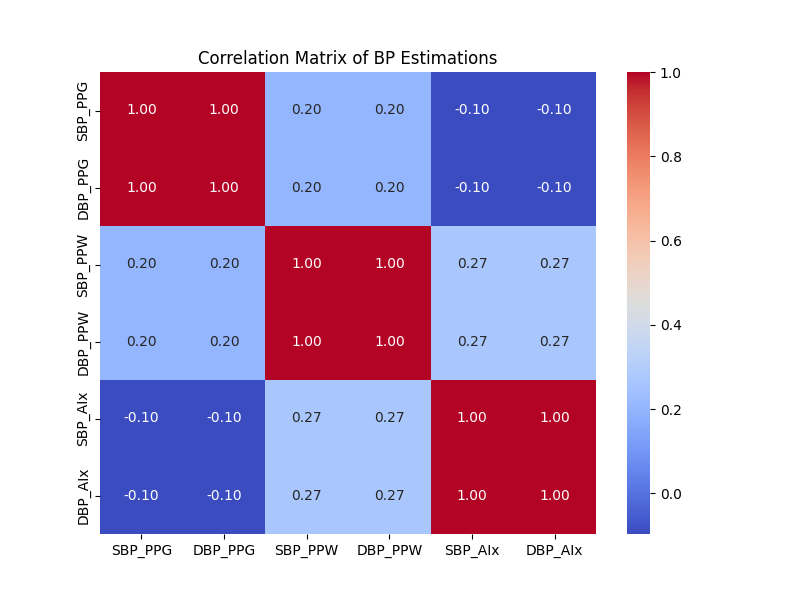 Correlation Matrix of BP Estimations
SBP_PPG 1.00 1.00 0.20 0.20 -0.10 -0.10
DBP_PPG 1.00 1.00 0.20 0.20 -0.10 -0.10
SBP_PPW 0.20 0.20 1.00 1.00 0.27 0.27
DBP_PPW 0.20 0.20 1.00 1.00 0.27 0.27
SBP_AIx -0.10 -0.10 0.27 0.27 1.00 1.00
DBP_AIx -0.10 -0.10 0.27 0.27 1.00 1.00
SBP_PPG DBP_PPG SBP_PPW DBP_PPW SBP_AIx DBP_AIx
1.0
0.8
0.6
0.4
0.2
0.0